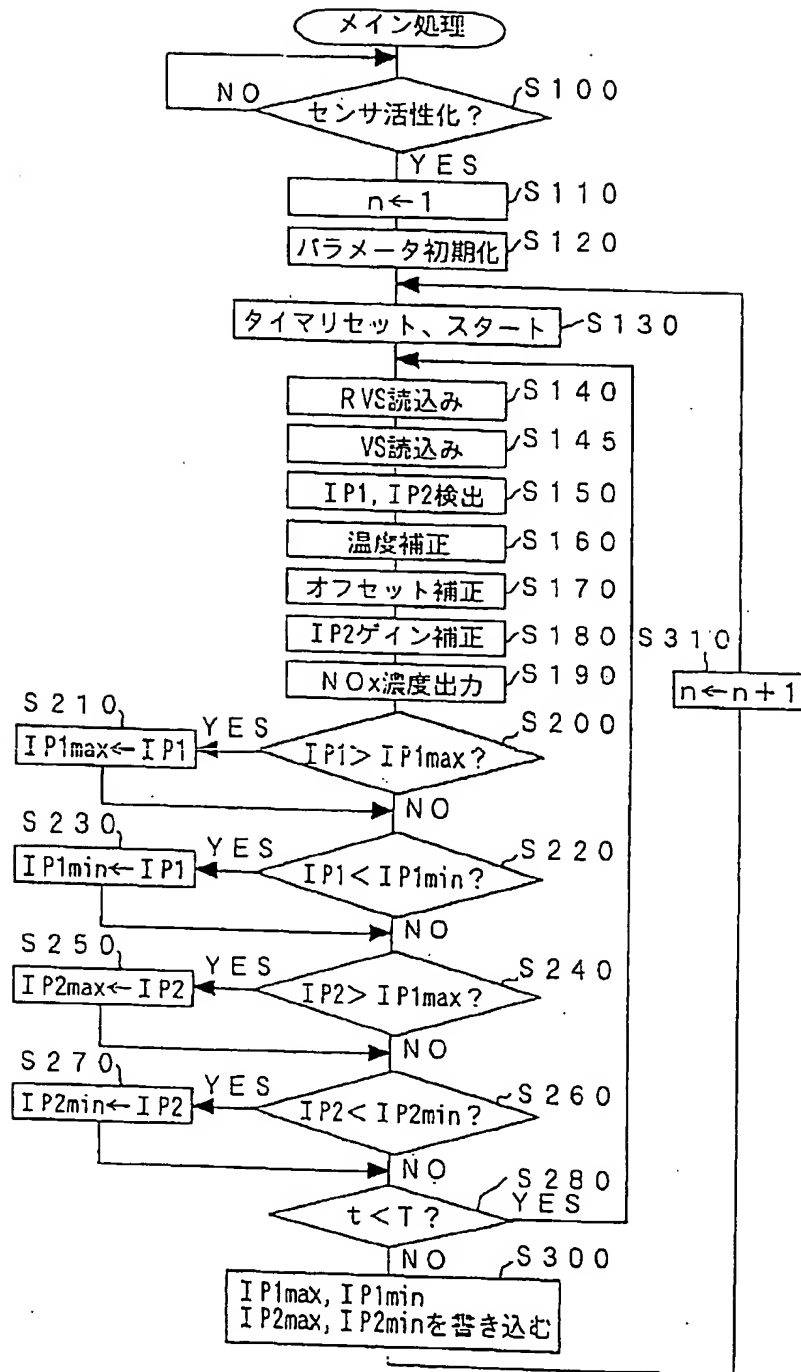 メイン処理
NO
センサ活性化?
S100
YES
n←1
S110
パラメータ初期化
S120
タイマリセット、スタート
S130
RVS読込み
S140
VS読込み
S145
IP1, IP2検出
S150
温度補正
S160
オフセット補正
S170
IP2ゲイン補正
S180
S310
n←n+1
NOx濃度出力
S190
S210
IP1max←IP1
YES
IP1>IP1max?
S200
NO
S230
IP1min←IP1
YES
IP1<IP1min?
S220
NO
S250
IP2max←IP2
YES
IP2>IP1max?
S240
NO
S270
IP2min←IP2
YES
IP2<IP2min?
S260
NO
t<T?
S280
YES
NO
S300
IP1max, IP1min
IP2max, IP2minを書き込む